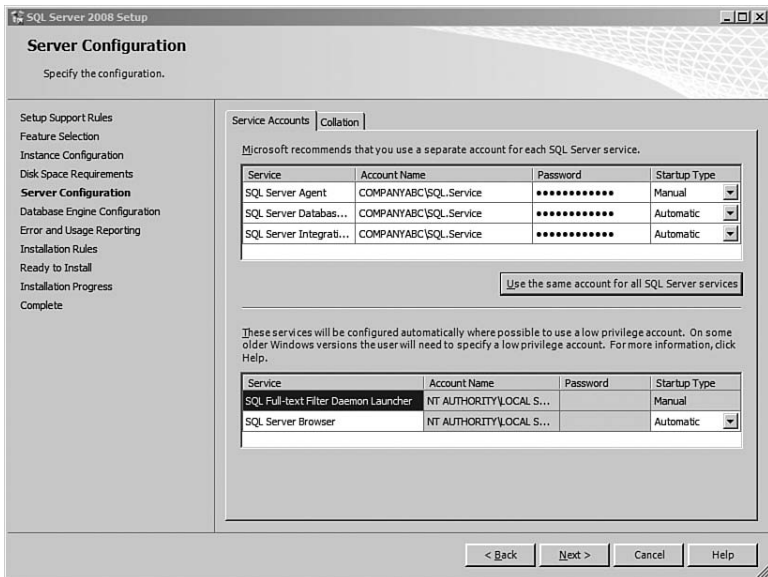 SQL Server 2008 Setup
Server Configuration
Specify the configuration.
Setup Support Rules
Feature Selection
Instance Configuration
Disk Space Requirements
Server Configuration
Database Engine Configuration
Error and Usage Reporting
Installation Rules
Ready to Install
Installation Progress
Complete
Service Accounts Collation
Microsoft recommends that you use a separate account for each SQL Server service.
Service Account Name Password Startup Type
SQL Server Agent COMPANYABC\SQL.Service ●●●●●●●●●●●● Manual
SQL Server Databas... COMPANYABC\SQL.Service ●●●●●●●●●●●● Automatic
SQL Server Integrati... COMPANYABC\SQL.Service ●●●●●●●●●●●● Automatic
Use the same account for all SQL Server services
These services will be configured automatically where possible to use a low privilege account. On some
older Windows versions the user will need to specify a low privilege account. For more information, click
Help.
Service Account Name Password Startup Type
SQL Full-text Filter Daemon Launcher NT AUTHORITY\LOCAL S... Manual
SQL Server Browser NT AUTHORITY\LOCAL S... Automatic
< Back Next > Cancel Help